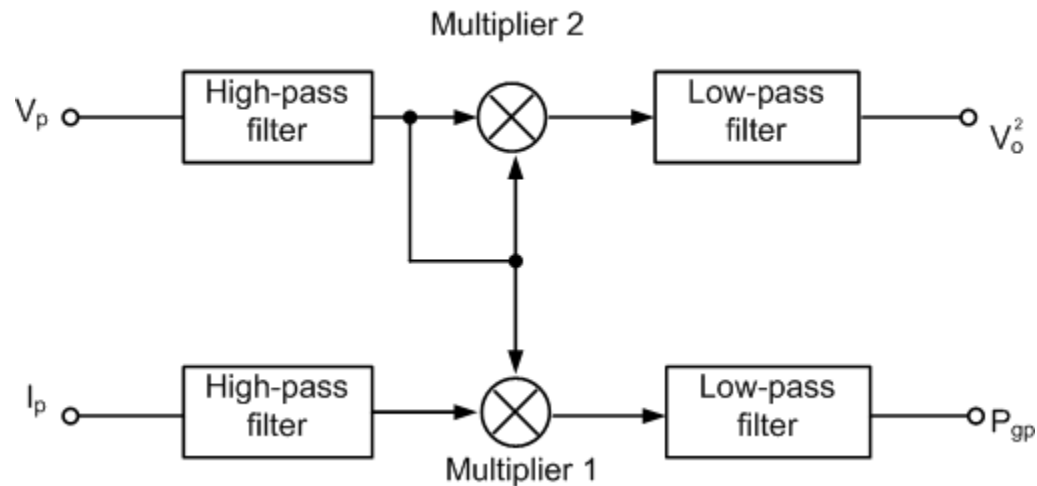 Multiplier 2
V_p
High-pass
filter
Low-pass
filter
V_o^2
I_p
High-pass
filter
Low-pass
filter
P_gp
Multiplier 1